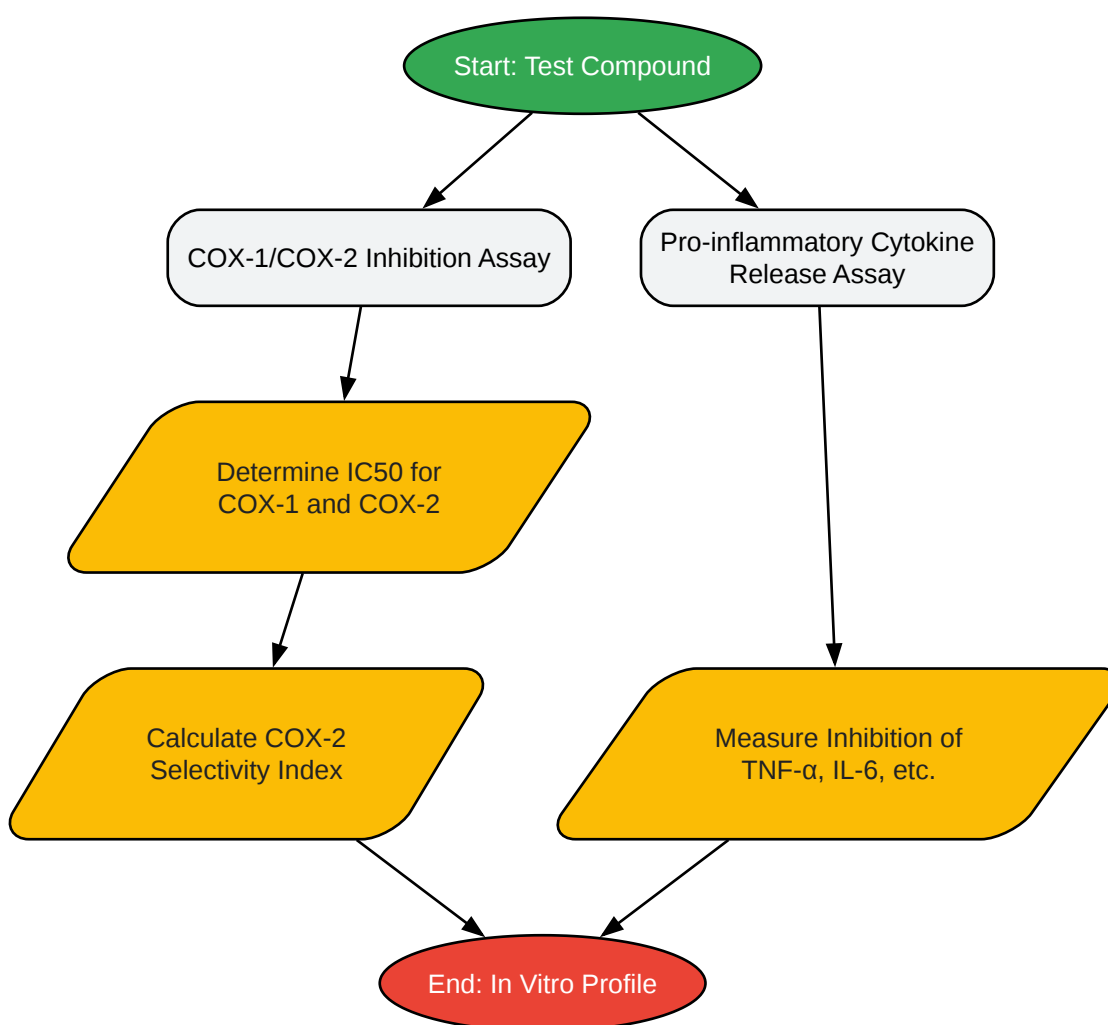 Start: Test Compound
COX-1/COX-2 Inhibition Assay
Pro-inflammatory Cytokine
Release Assay
Determine IC50 for
COX-1 and COX-2
Calculate COX-2
Selectivity Index
Measure Inhibition of
TNF-α, IL-6, etc.
End: In Vitro Profile